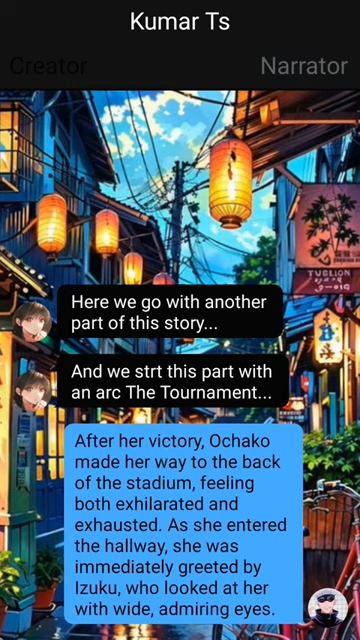 Kumar Ts
Creator
Narrator
Here we go with another
part of this story...
And we strt this part with
an arc The Tournament...
After her victory, Ochako
made her way to the back
of the stadium, feeling
both exhilarated and
exhausted. As she entered
the hallway, she was
immediately greeted by
Izuku, who looked at her
with wide, admiring eyes.